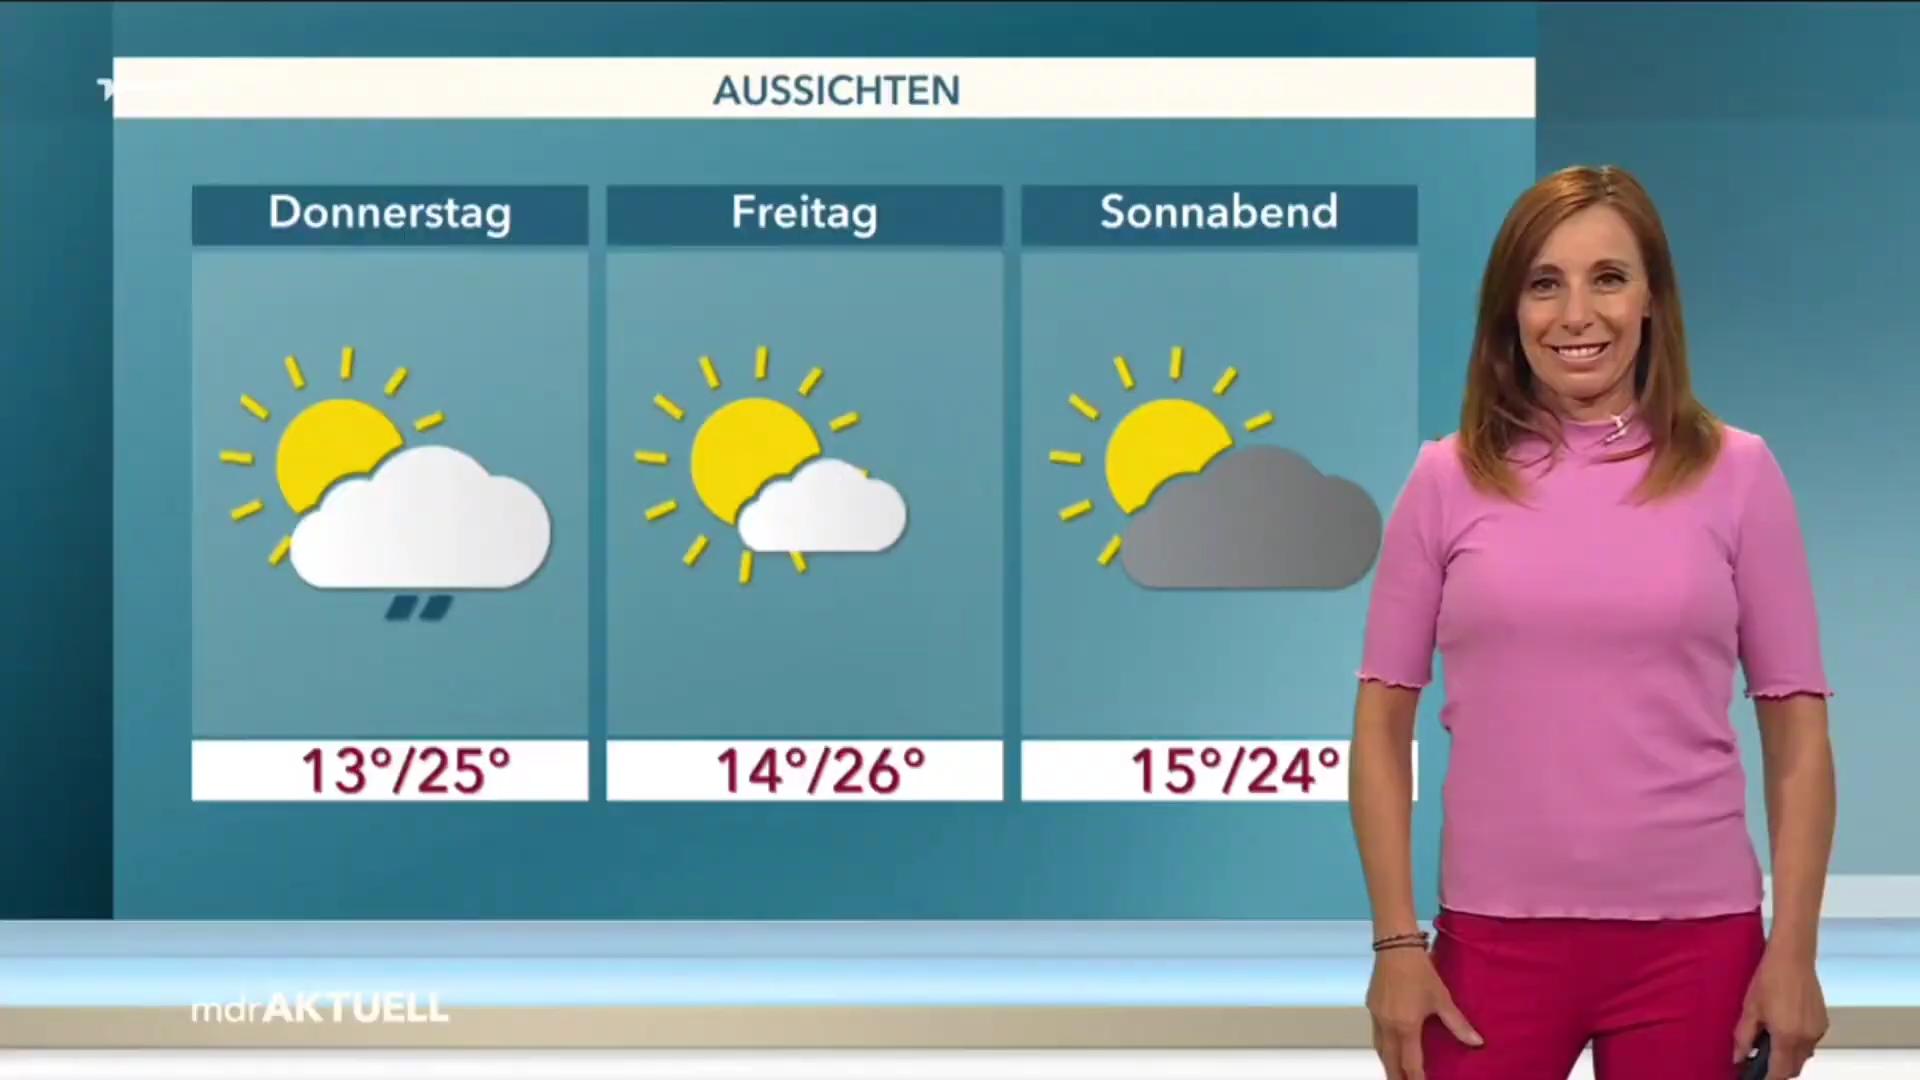 AUSSICHTEN
Donnerstag
Freitag
Sonnabend
13°/25°
14°/26°
15°/24°
mdrAKTUELL